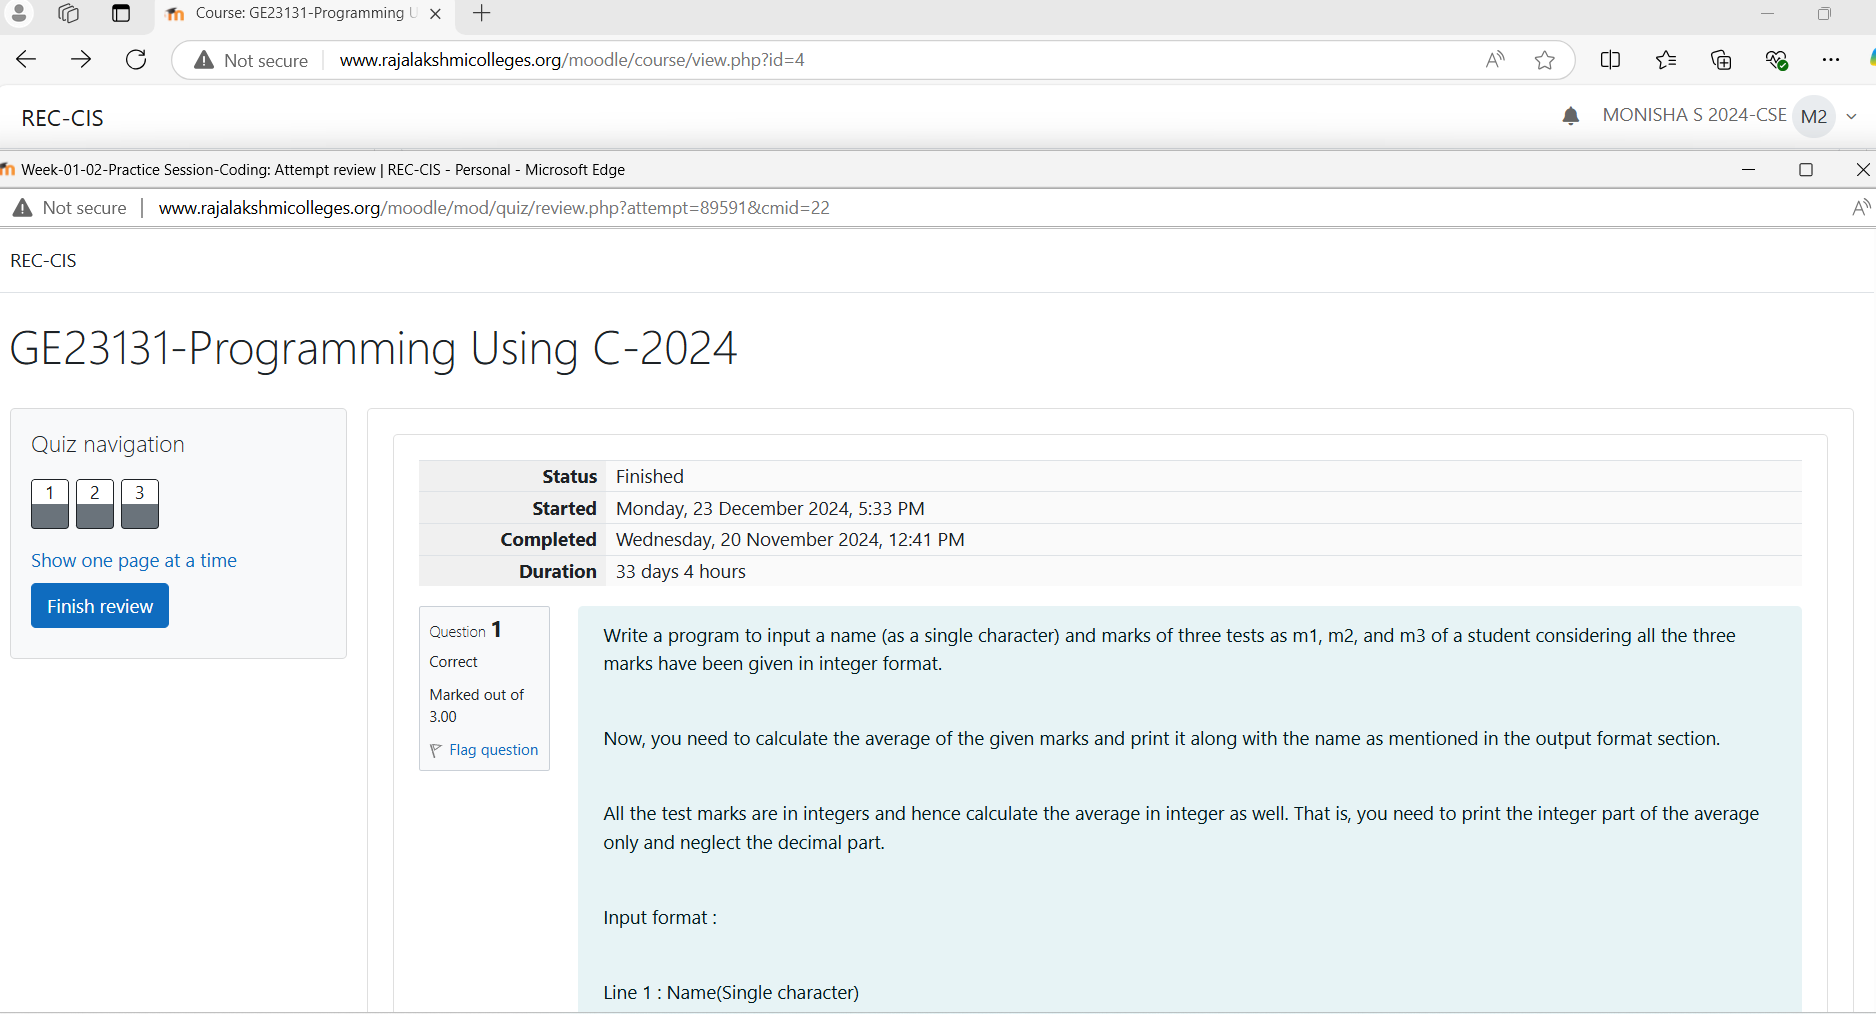 Course: GE23131-Programming U
Not secure
www.rajalakshmicolleges.org/moodle/course/view.php?id=4
REC-CIS
MONISHA S 2024-CSE
M2
Week-01-02-Practice Session-Coding: Attempt review | REC-CIS - Personal - Microsoft Edge
Not secure
www.rajalakshmicolleges.org/moodle/mod/quiz/review.php?attempt=89591&cmid=22
REC-CIS
GE23131-Programming Using C-2024
Quiz navigation
1 2 3
Show one page at a time
Finish review
Status Finished
Started Monday, 23 December 2024, 5:33 PM
Completed Wednesday, 20 November 2024, 12:41 PM
Duration 33 days 4 hours
Question 1
Correct
Marked out of
3.00
Flag question
Write a program to input a name (as a single character) and marks of three tests as m1, m2, and m3 of a student considering all the three
marks have been given in integer format.
Now, you need to calculate the average of the given marks and print it along with the name as mentioned in the output format section.
All the test marks are in integers and hence calculate the average in integer as well. That is, you need to print the integer part of the average
only and neglect the decimal part.
Input format :
Line 1 : Name(Single character)